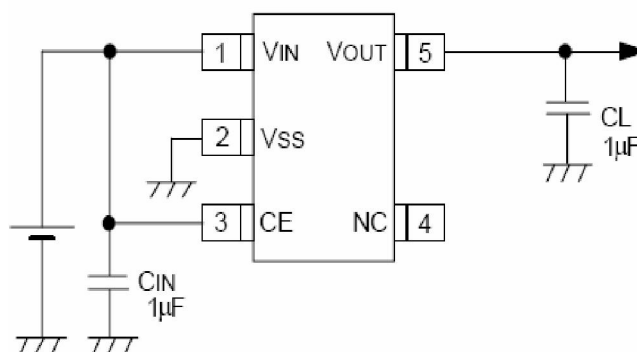 1 VIN VOUT 5
2 VSS
3 CE NC 4
CL
1µF
CIN
1µF